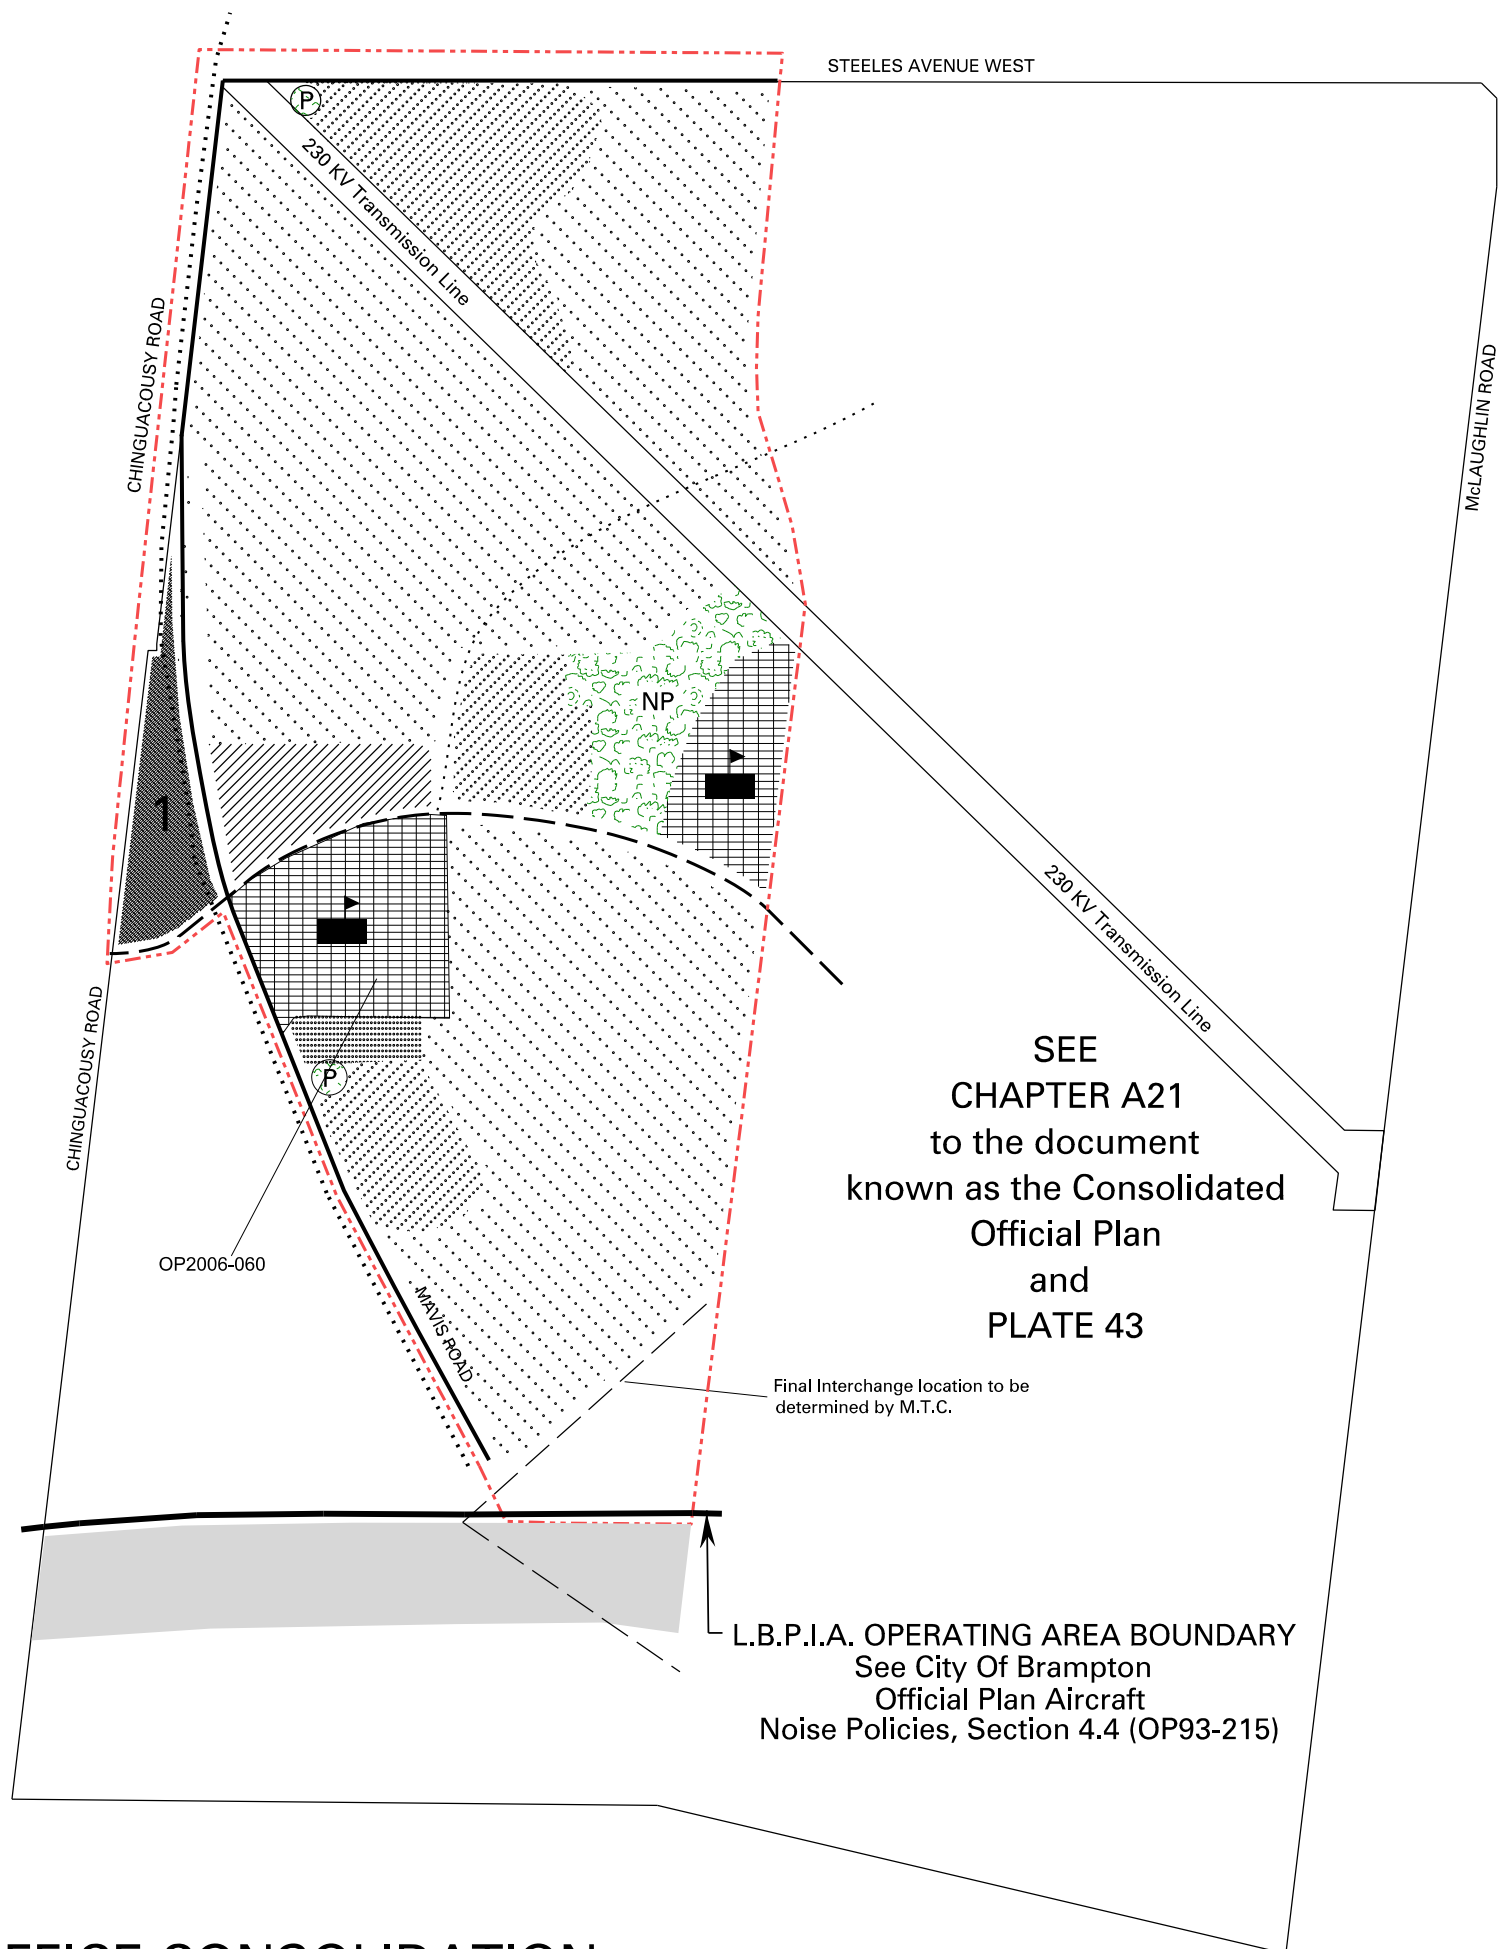 STEELES AVENUE WEST
P
230 KV Transmission Line
CHINGUACOUSY ROAD
McLAUGHLIN ROAD
NP
1
230 KV Transmission Line
CHINGUACOUSY ROAD
P
SEE
CHAPTER A21
to the document
known as the Consolidated
Official Plan
and
PLATE 43
OP2006-060
MAVIS ROAD
Final Interchange location to be
determined by M.T.C.
L.B.P.I.A. OPERATING AREA BOUNDARY
See City Of Brampton
Official Plan Aircraft
Noise Policies, Section 4.4 (OP93-215)